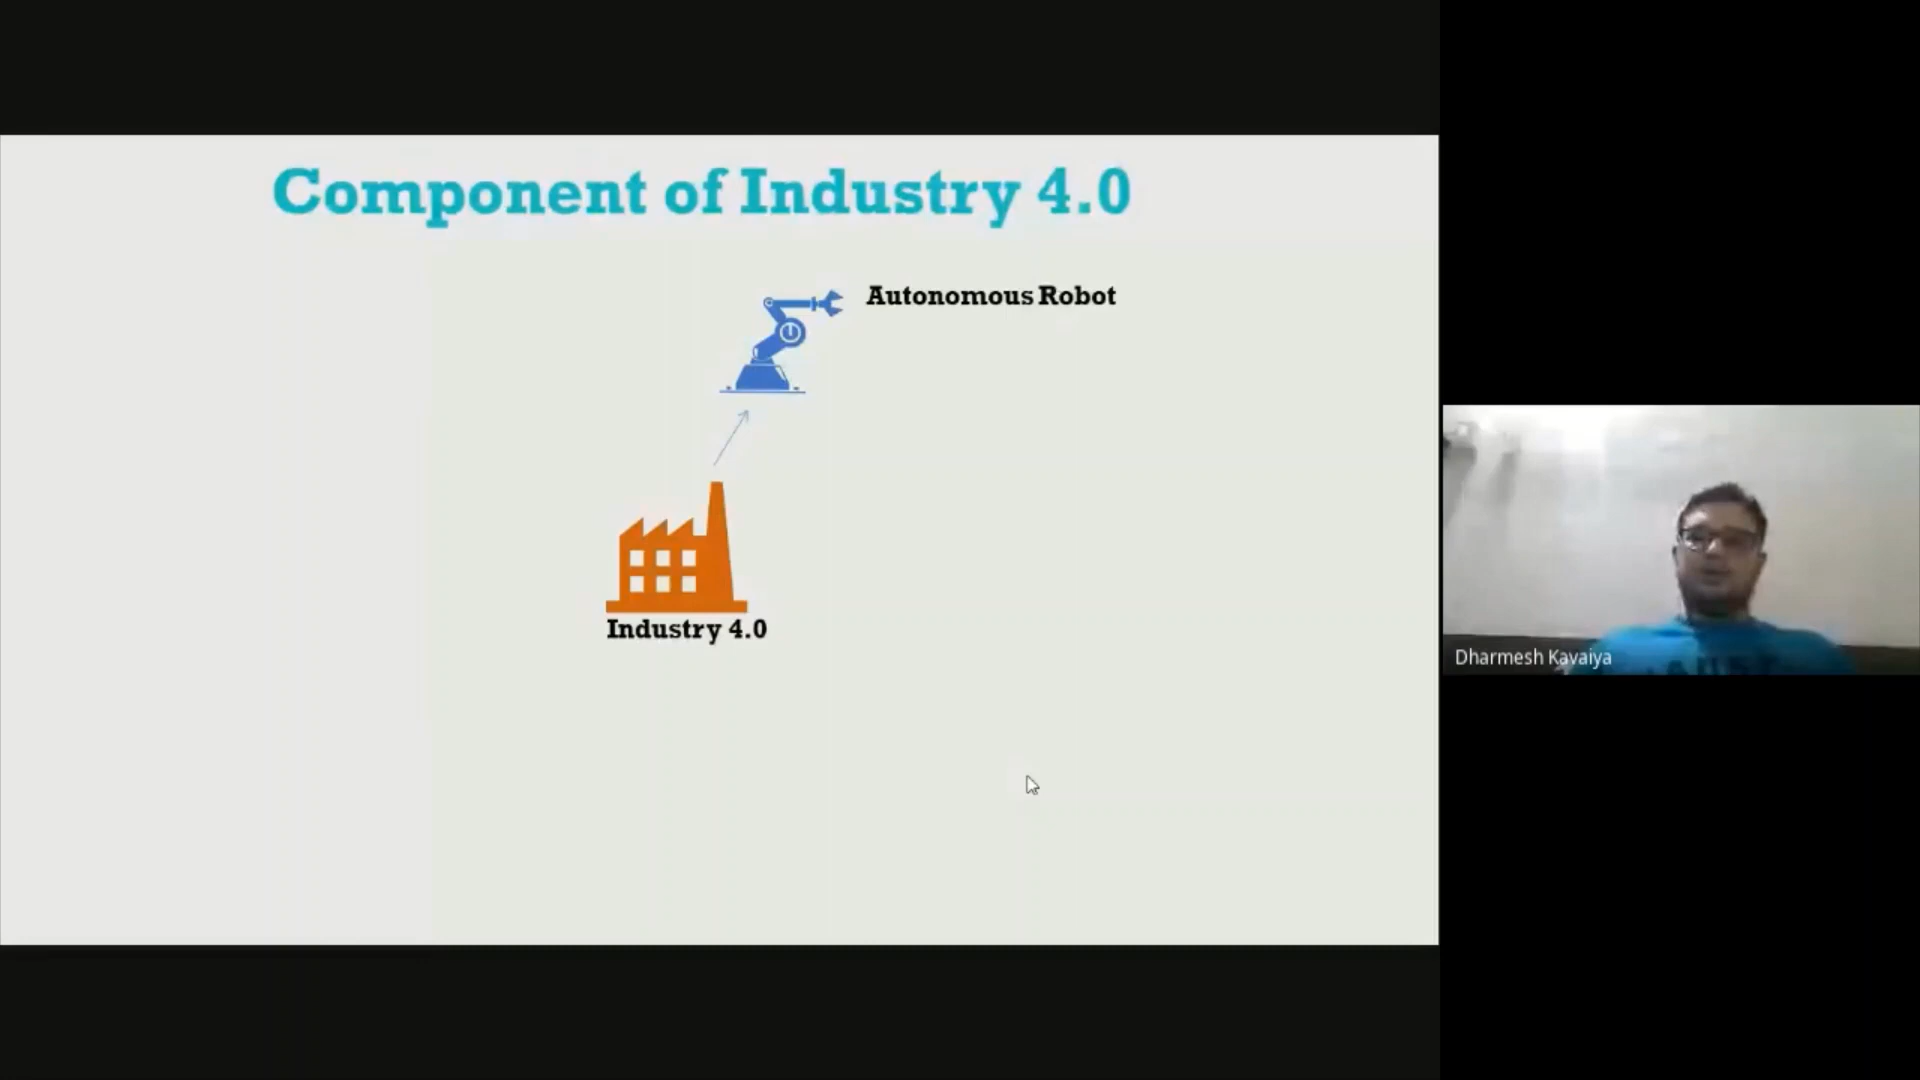 Component of Industry 4.0
Autonomous Robot
Industry 4.0
Dharmesh Kavaiya